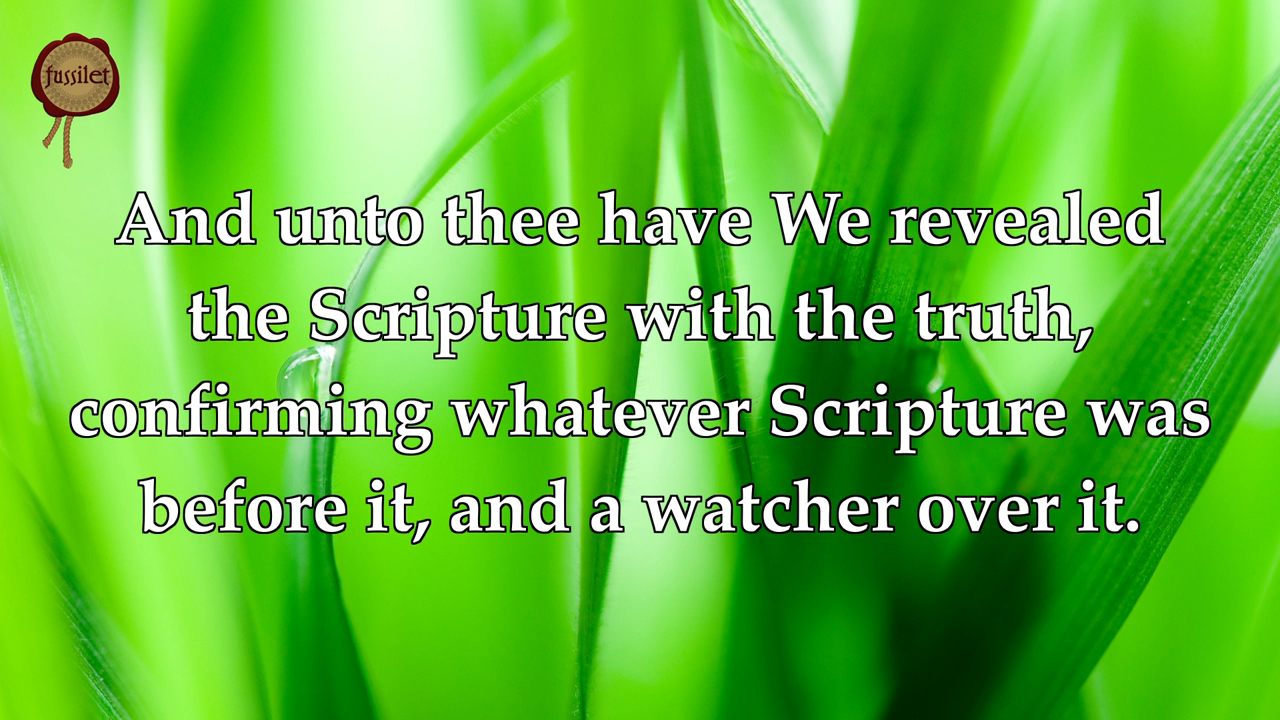 fussilet
And unto thee have We revealed
the Scripture with the truth,
confirming whatever Scripture was
before it, and a watcher over it.